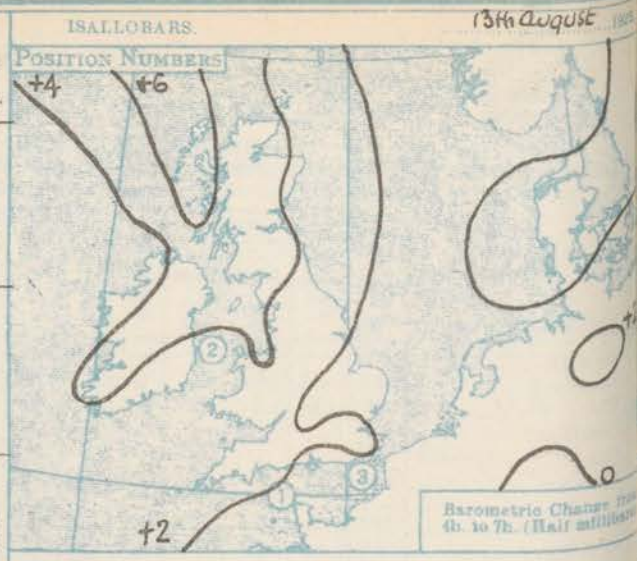 ISALLOBARS.
13th August
POSITION NUMBERS
+4
+6
2
0
1
3
+2
Barometric Change
4h. to 7h. (Half